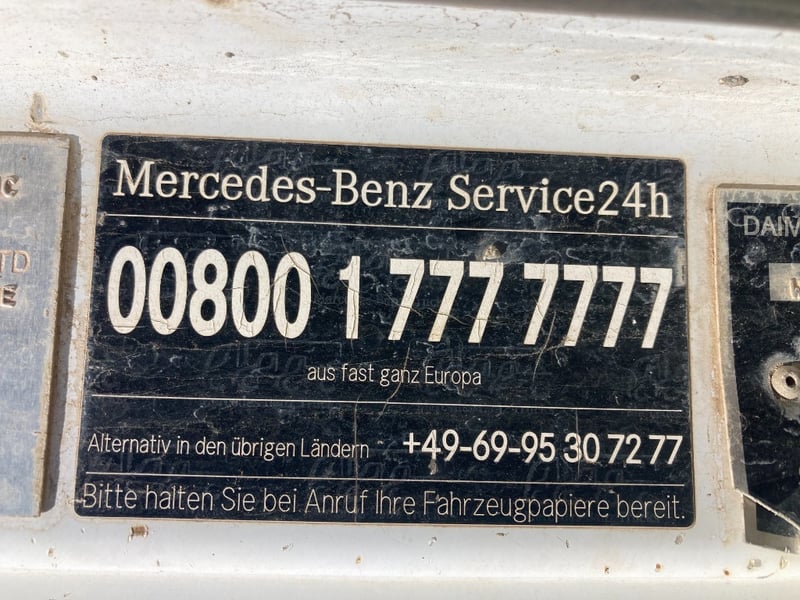 Mercedes-Benz Service24h
00800 1 777 7777
aus fast ganz Europa
Alternativ in den übrigen Ländern +49-69-95 30 72 77
Bitte halten Sie bei Anruf Ihre Fahrzeugpapiere bereit.